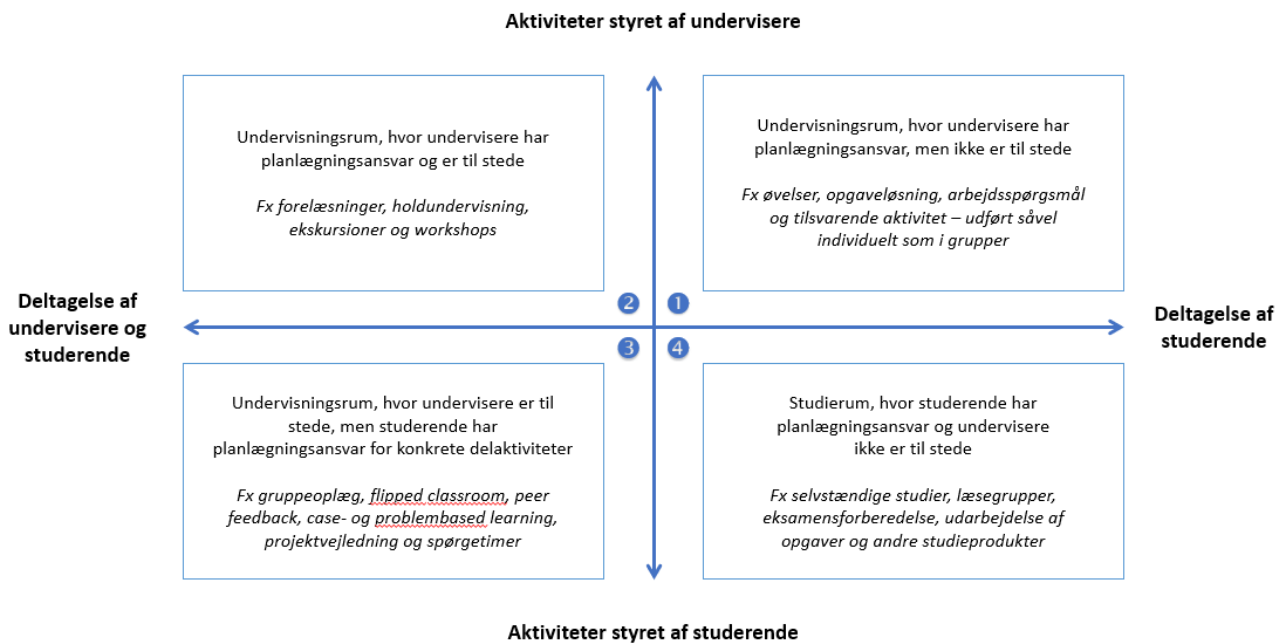 Aktiviteter styret af undervisere
Undervisningsrum, hvor undervisere har
planlægningsansvar og er til stede
Fx forelæsninger, holdundervisning,
ekskursioner og workshops
Undervisningsrum, hvor undervisere har
planlægningsansvar, men ikke er til stede
Fx øvelser, opgaveløsning, arbejdsspørgsmål
og tilsvarende aktivitet – udført såvel
individuelt som i grupper
Deltagelse af
undervisere og
studerende
2
1
3
4
Deltagelse af
studerende
Undervisningsrum, hvor undervisere er til
stede, men studerende har
planlægningsansvar for konkrete delaktiviteter
Fx gruppeoplæg, flipped classroom, peer
feedback, case- og problembased learning,
projektvejledning og spørgetimer
Studierum, hvor studerende har
planlægningsansvar og undervisere
ikke er til stede
Fx selvstændige studier, læsegrupper,
eksamensforberedelse, udarbejdelse af
opgaver og andre studieprodukter
Aktiviteter styret af studerende